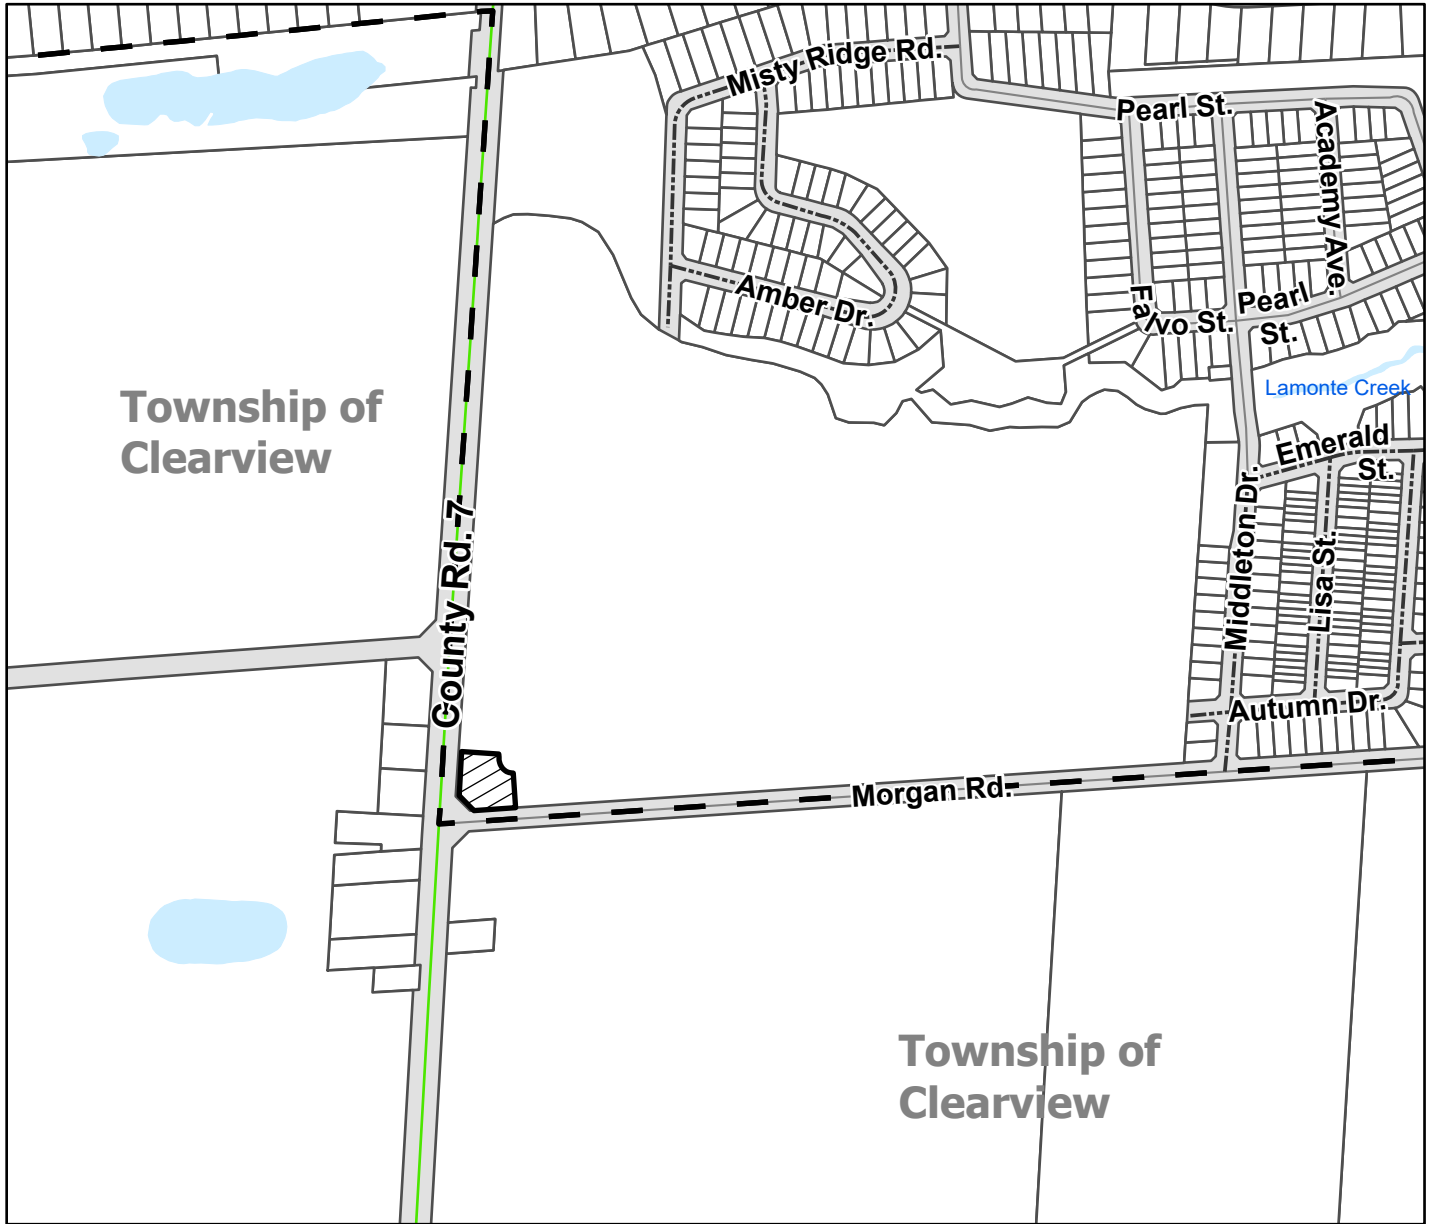 Misty Ridge Rd.
Pearl St.
Academy Ave.
Amber Dr.
Falvo St.
Pearl
St.
Lamonte Creek
Township of
Clearview
Emerald
St.
Middleton Dr.
Lisa St.
County Rd. 7
Autumn Dr.
Morgan Rd.
Township of
Clearview